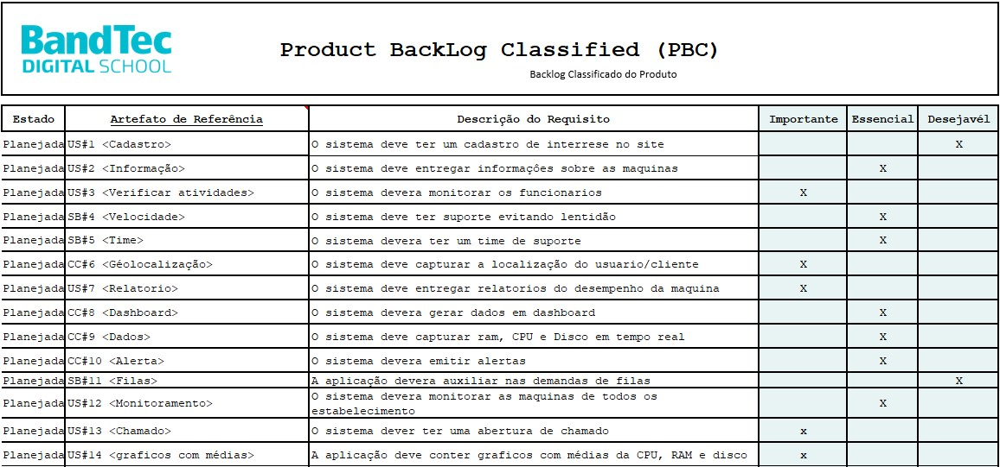 BandTec
DIGITAL SCHOOL
Product BackLog Classified (PBC)
Backlog Classificado do Produto
Estado Artefato de Referência Descrição do Requisito Importante Essencial Desejavél
Planejada US#1 <Cadastro> O sistema deve ter um cadastro de interrese no site X
Planejada US#2 <Informação> O sistema deve entregar informações sobre as maquinas X
Planejada US#3 <Verificar atividades> O sistema devera monitorar os funcionarios X
Planejada SB#4 <Velocidade> O sistema deve ter suporte evitando lentidão X
Planejada SB#5 <Time> O sistema devera ter um time de suporte X
Planejada CC#6 <Géolocalização> O sistema deve capturar a localização do usuario/cliente X
Planejada US#7 <Relatorio> O sistema deve entregar relatorios do desempenho da maquina X
Planejada CC#8 <Dashboard> O sistema devera gerar dados em dashboard X
Planejada CC#9 <Dados> O sistema deve capturar ram, CPU e Disco em tempo real X
Planejada CC#10 <Alerta> O sistema devera emitir alertas X
Planejada SB#11 <Filas> A aplicação devera auxiliar nas demandas de filas X
Planejada US#12 <Monitoramento> O sistema devera monitorar as maquinas de todos os
estabelecimento X
Planejada US#13 <Chamado> O sistema dever ter uma abertura de chamado x
Planejada US#14 <graficos com médias> A aplicação deve conter graficos com médias da CPU, RAM e disco x